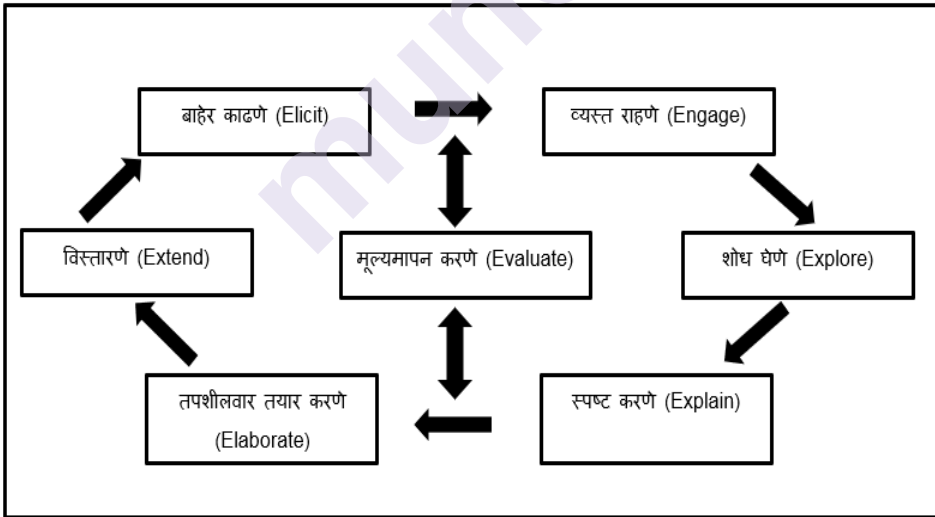 बाहेर काढणे (Elicit)
व्यस्त राहणे (Engage)
विस्तारणे (Extend)
मूल्यमापन करणे (Evaluate)
शोध घेणे (Explore)
तपशीलवार तयार करणे
(Elaborate)
स्पष्ट करणे (Explain)